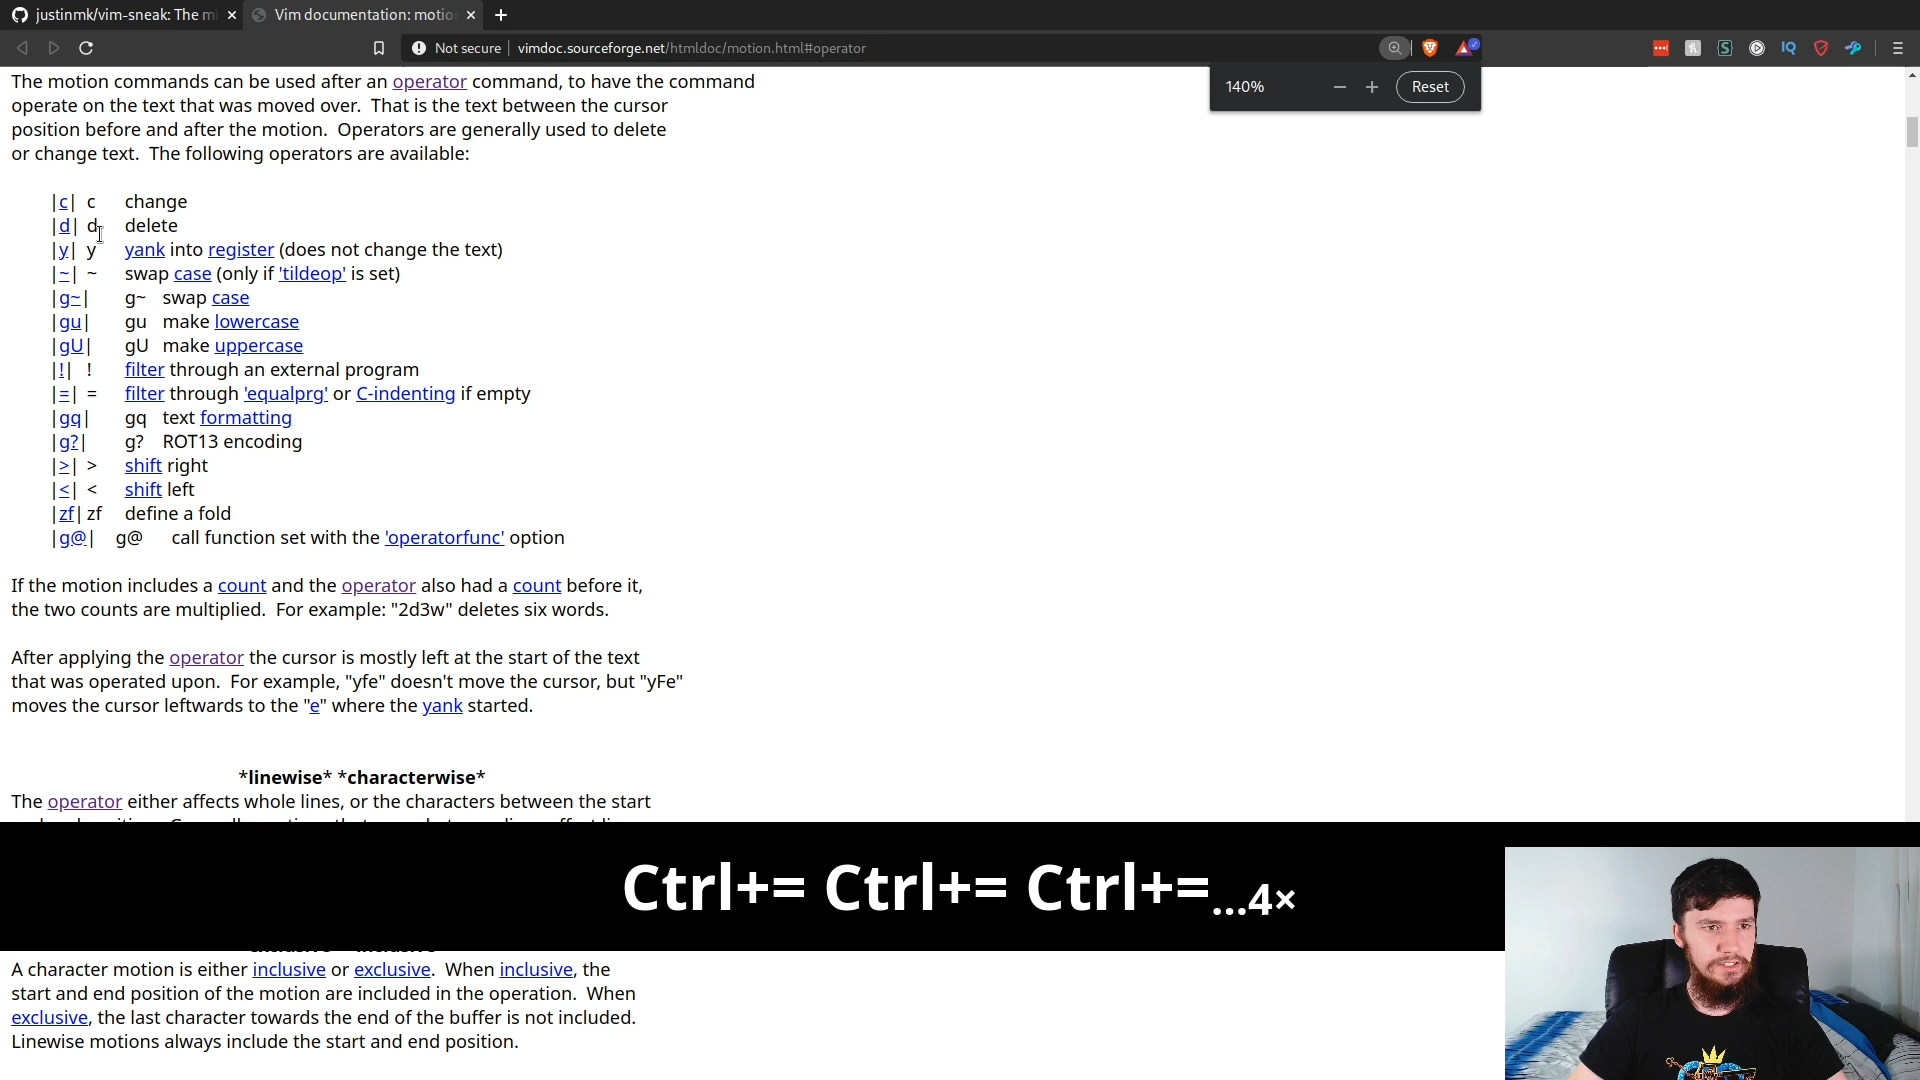 justinmk/vim-sneak: The mi
Vim documentation: motio
Not secure
vimdoc.sourceforge.net/htmldoc/motion.html#operator
IQ
140%
Reset
The motion commands can be used after an operator command, to have the command
operate on the text that was moved over.  That is the text between the cursor
position before and after the motion.  Operators are generally used to delete
or change text.  The following operators are available:
|c| c change
|d| d delete
|y| y yank into register (does not change the text)
|~| ~ swap case (only if 'tildeop' is set)
|g~| g~ swap case
|gu| gu make lowercase
|gU| gU make uppercase
|!| ! filter through an external program
|=| = filter through 'equalprg' or C-indenting if empty
|gq| gq text formatting
|g?| g? ROT13 encoding
|>| > shift right
|<| < shift left
|zf| zf define a fold
|g@| g@ call function set with the 'operatorfunc' option
If the motion includes a count and the operator also had a count before it,
the two counts are multiplied.  For example: "2d3w" deletes six words.
After applying the operator the cursor is mostly left at the start of the text
that was operated upon.  For example, "yfe" doesn't move the cursor, but "yFe"
moves the cursor leftwards to the "e" where the yank started.
*linewise* *characterwise*
The operator either affects whole lines, or the characters between the start
Ctrl+= Ctrl+= Ctrl+=...4×
A character motion is either inclusive or exclusive.  When inclusive, the
start and end position of the motion are included in the operation.  When
exclusive, the last character towards the end of the buffer is not included.
Linewise motions always include the start and end position.